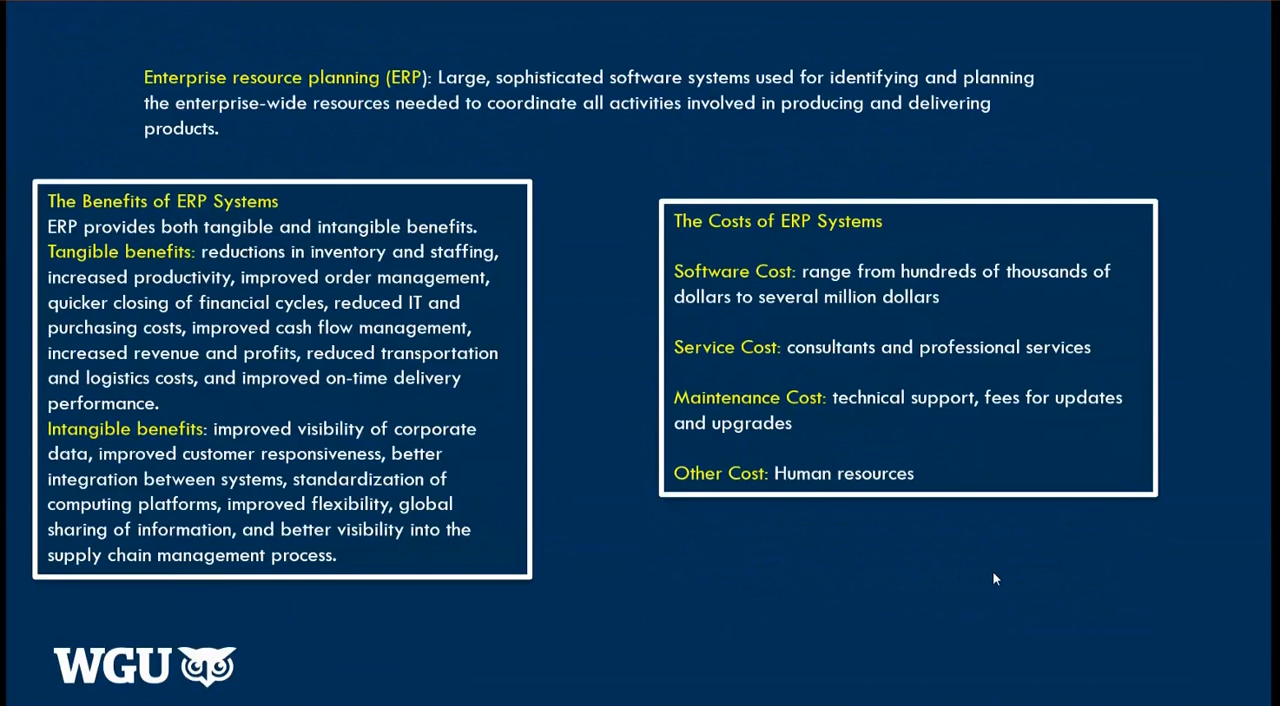 Enterprise resource planning (ERP): Large, sophisticated software systems used for identifying and planning
the enterprise-wide resources needed to coordinate all activities involved in producing and delivering
products.
The Benefits of ERP Systems
ERP provides both tangible and intangible benefits.
Tangible benefits: reductions in inventory and staffing,
increased productivity, improved order management,
quicker closing of financial cycles, reduced IT and
purchasing costs, improved cash flow management,
increased revenue and profits, reduced transportation
and logistics costs, and improved on-time delivery
performance.
Intangible benefits: improved visibility of corporate
data, improved customer responsiveness, better
integration between systems, standardization of
computing platforms, improved flexibility, global
sharing of information, and better visibility into the
supply chain management process.
The Costs of ERP Systems
Software Cost: range from hundreds of thousands of
dollars to several million dollars
Service Cost: consultants and professional services
Maintenance Cost: technical support, fees for updates
and upgrades
Other Cost: Human resources
WGU